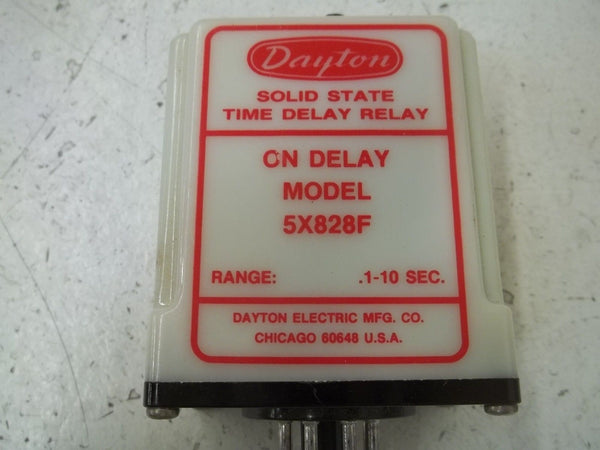 Dayton
SOLID STATE
TIME DELAY RELAY
ON DELAY
MODEL
5X828F
RANGE: .1-10 SEC.
DAYTON ELECTRIC MFG. CO.
CHICAGO 60648 U.S.A.